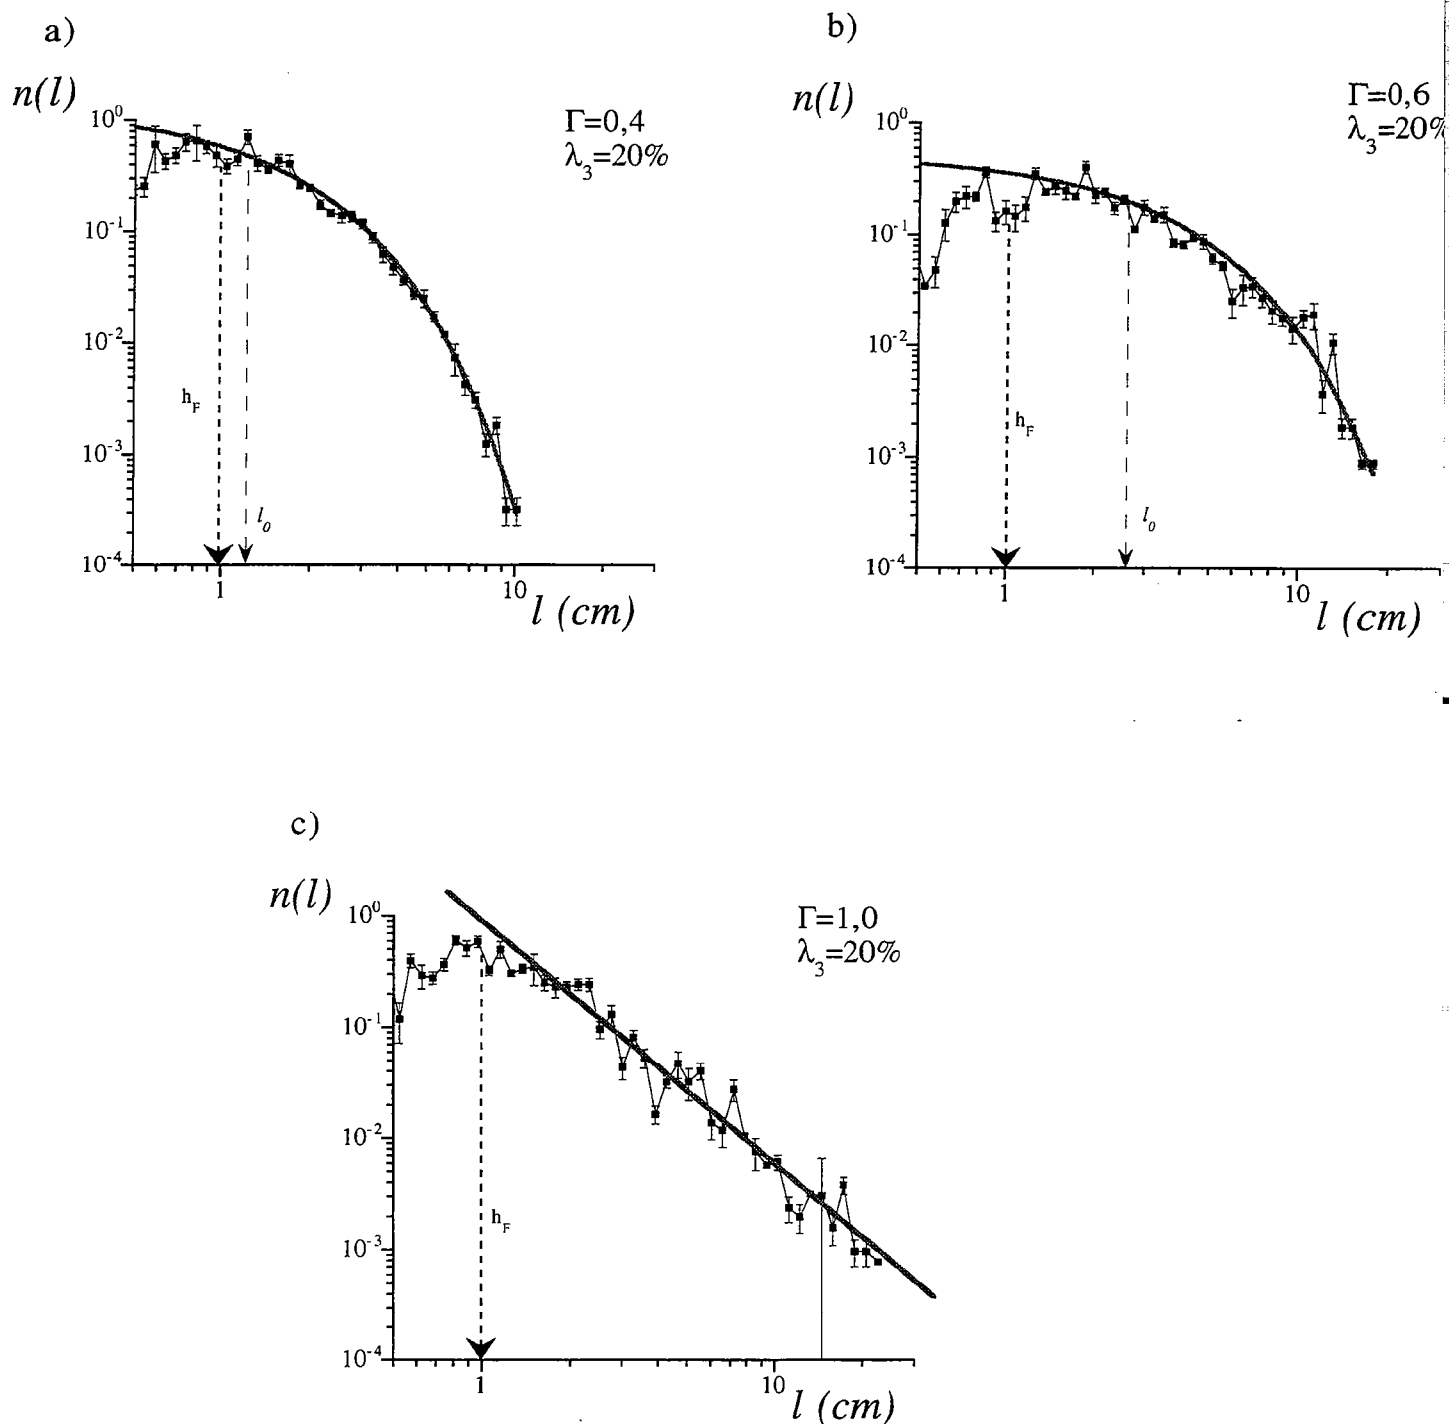 a)
n(l)
Γ=0,4
λ₃=20%
10⁰
10⁻¹
10⁻²
10⁻³
10⁻⁴
h_F
l₀
1
10
l (cm)
b)
n(l)
Γ=0,6
λ₃=20%
10⁰
10⁻¹
10⁻²
10⁻³
10⁻⁴
h_F
l₀
1
10
l (cm)
c)
n(l)
Γ=1,0
λ₃=20%
10⁰
10⁻¹
10⁻²
10⁻³
10⁻⁴
h_F
1
10
l (cm)